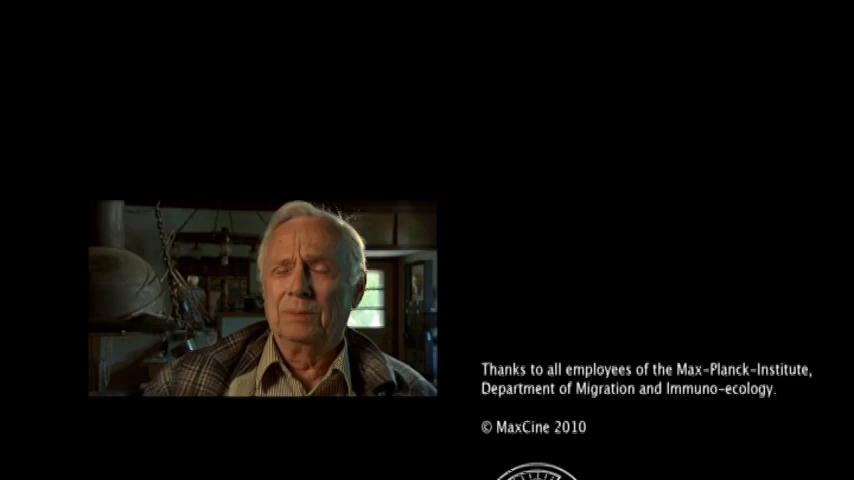 Thanks to all employees of the Max-Planck-Institute,
Department of Migration and Immuno-ecology.
© MaxCine 2010